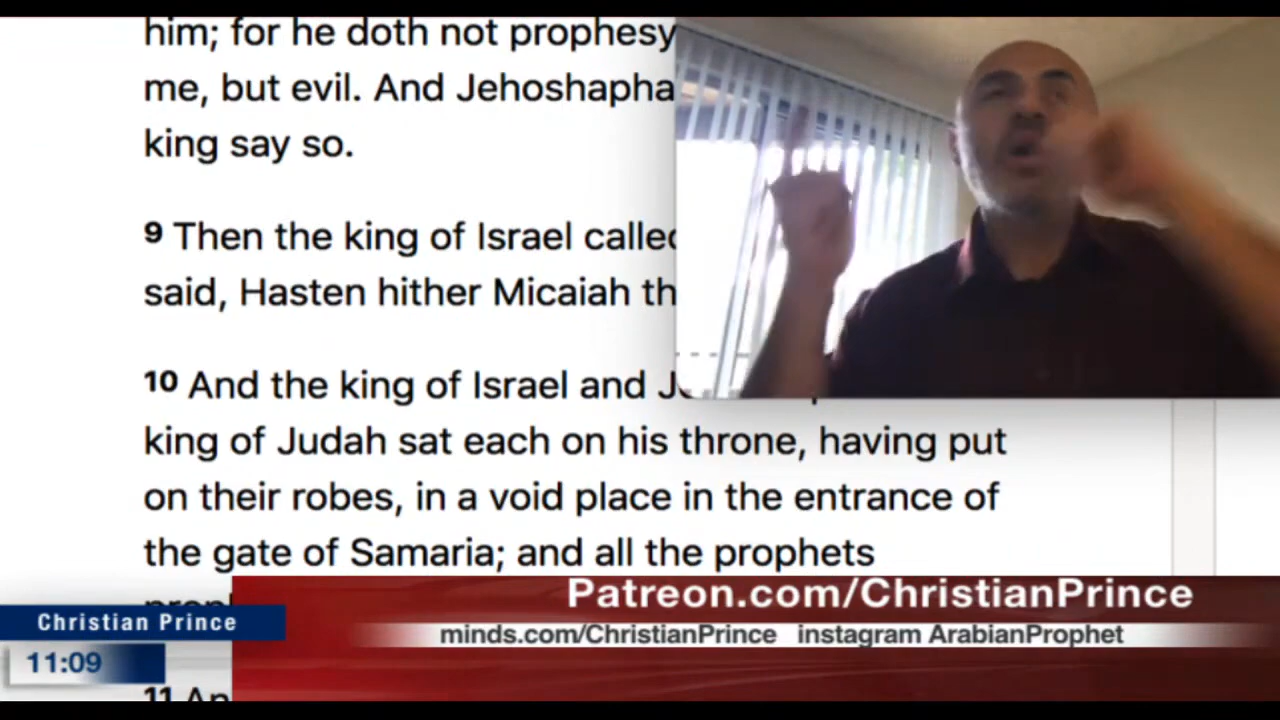 him; for he doth not prophesy
me, but evil. And Jehoshapha
king say so.
9 Then the king of Israel called
said, Hasten hither Micaiah th
10 And the king of Israel and J
king of Judah sat each on his throne, having put
on their robes, in a void place in the entrance of
the gate of Samaria; and all the prophets
11 An
Patreon.com/ChristianPrince
Christian Prince
minds.com/ChristianPrince instagram ArabianProphet
11:09